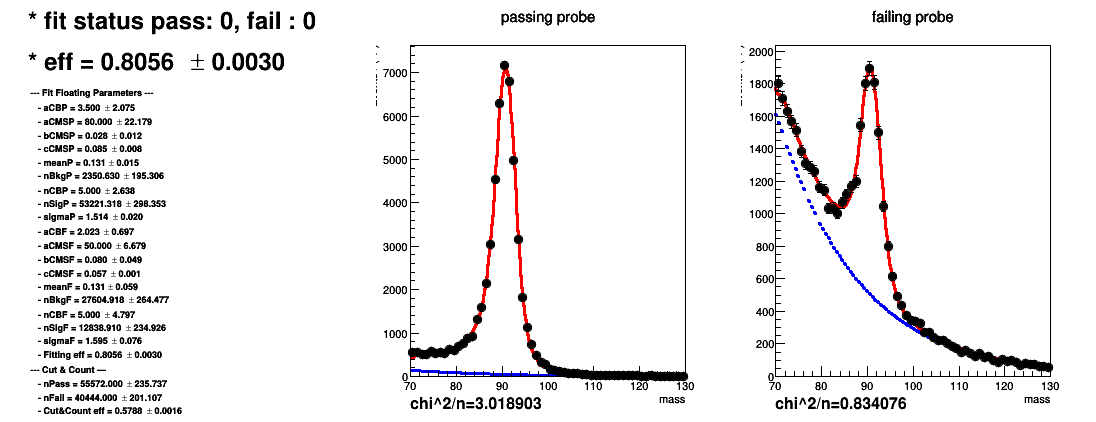 * fit status pass: 0, fail : 0
* eff = 0.8056 ± 0.0030
--- Fit Floating Parameters ---
- aCBP = 3.500 ± 2.075
- aCMSP = 80.000 ± 22.179
- bCMSP = 0.028 ± 0.012
- cCMSP = 0.085 ± 0.008
- meanP = 0.131 ± 0.015
- nBkgP = 2350.630 ± 195.306
- nCBP = 5.000 ± 2.638
- nSigP = 53221.318 ± 298.353
- sigmaP = 1.514 ± 0.020
- aCBF = 2.023 ± 0.697
- aCMSF = 50.000 ± 6.679
- bCMSF = 0.080 ± 0.049
- cCMSF = 0.057 ± 0.001
- meanF = 0.131 ± 0.059
- nBkgF = 27604.918 ± 264.477
- nCBF = 5.000 ± 4.797
- nSigF = 12838.910 ± 234.926
- sigmaF = 1.595 ± 0.076
- Fitting eff = 0.8056 ± 0.0030
--- Cut & Count ---
- nPass = 55572.000 ± 235.737
- nFail = 40444.000 ± 201.107
- Cut&Count eff = 0.5788 ± 0.0016
passing probe
7000
6000
5000
4000
3000
2000
1000
0
70 80 90 100 110 120 130
mass
chi^2/n=3.018903
failing probe
2000
1800
1600
1400
1200
1000
800
600
400
200
0
70 80 90 100 110 120 130
mass
chi^2/n=0.834076